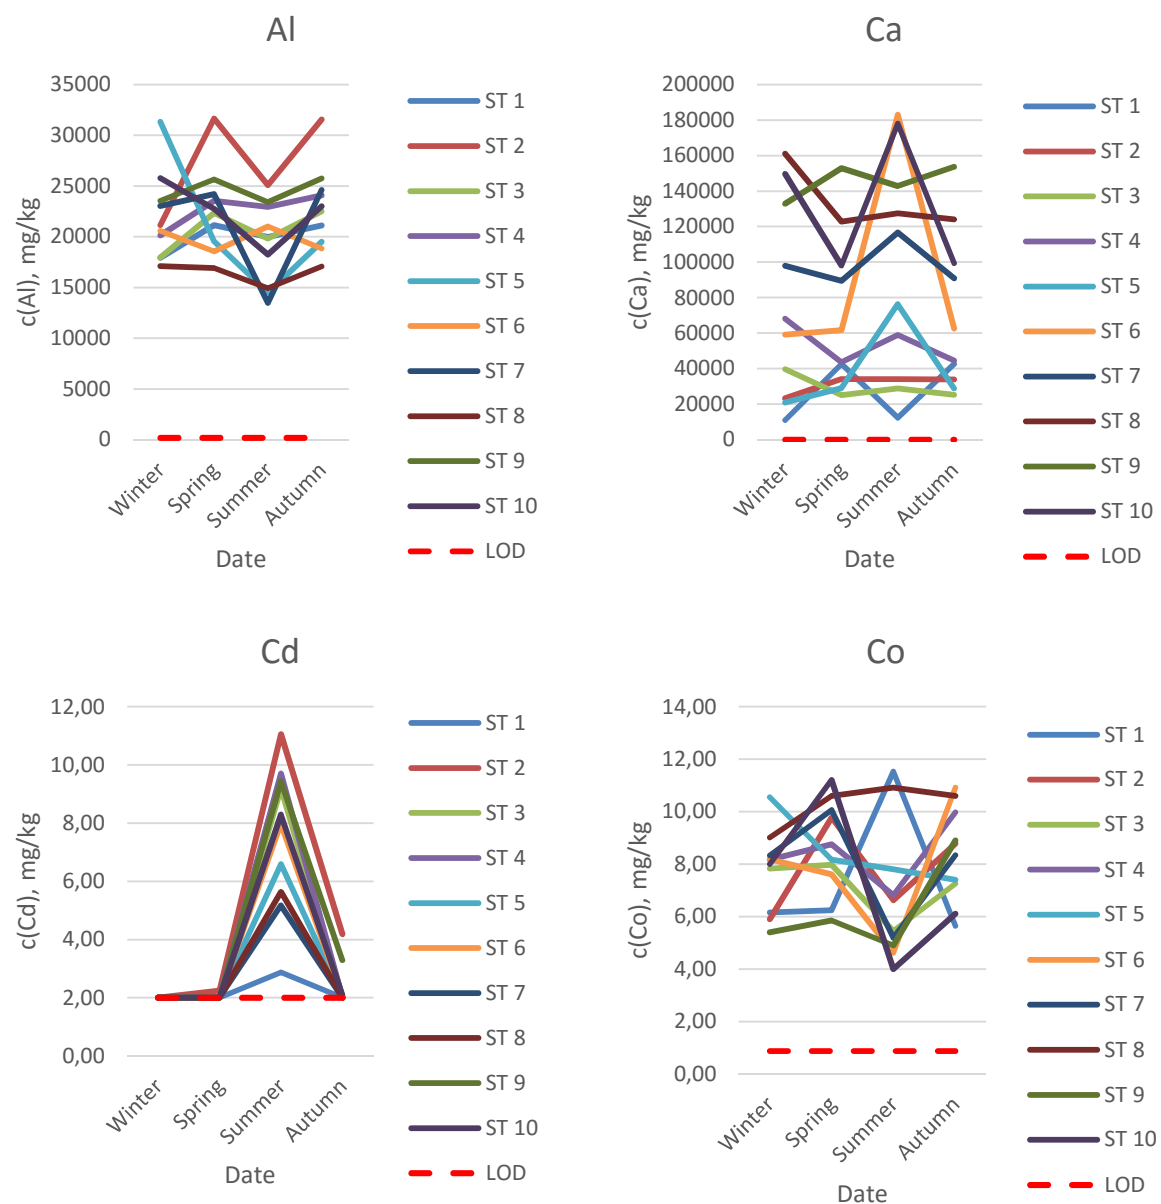 Al
c(Al), mg/kg
35000
30000
25000
20000
15000
10000
5000
0
Winter
Spring
Summer
Autumn
Date
ST 1
ST 2
ST 3
ST 4
ST 5
ST 6
ST 7
ST 8
ST 9
ST 10
LOD
Ca
c(Ca), mg/kg
200000
180000
160000
140000
120000
100000
80000
60000
40000
20000
0
Winter
Spring
Summer
Autumn
Date
ST 1
ST 2
ST 3
ST 4
ST 5
ST 6
ST 7
ST 8
ST 9
ST 10
LOD
Cd
c(Cd), mg/kg
12,00
10,00
8,00
6,00
4,00
2,00
0,00
Winter
Spring
Summer
Autumn
Date
ST 1
ST 2
ST 3
ST 4
ST 5
ST 6
ST 7
ST 8
ST 9
ST 10
LOD
Co
c(Co), mg/kg
14,00
12,00
10,00
8,00
6,00
4,00
2,00
0,00
Winter
Spring
Summer
Autumn
Date
ST 1
ST 2
ST 3
ST 4
ST 5
ST 6
ST 7
ST 8
ST 9
ST 10
LOD